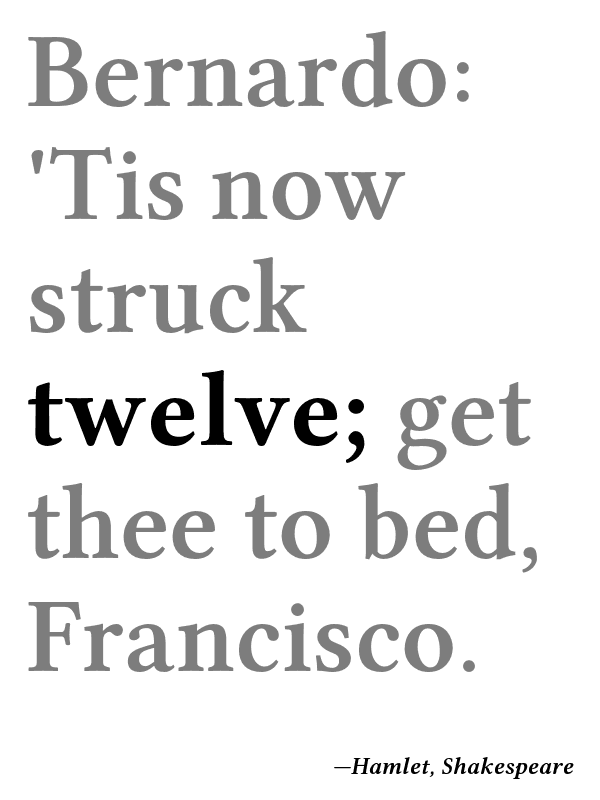 Bernardo:
'Tis now
struck
twelve; get
thee to bed,
Francisco.
—Hamlet, Shakespeare